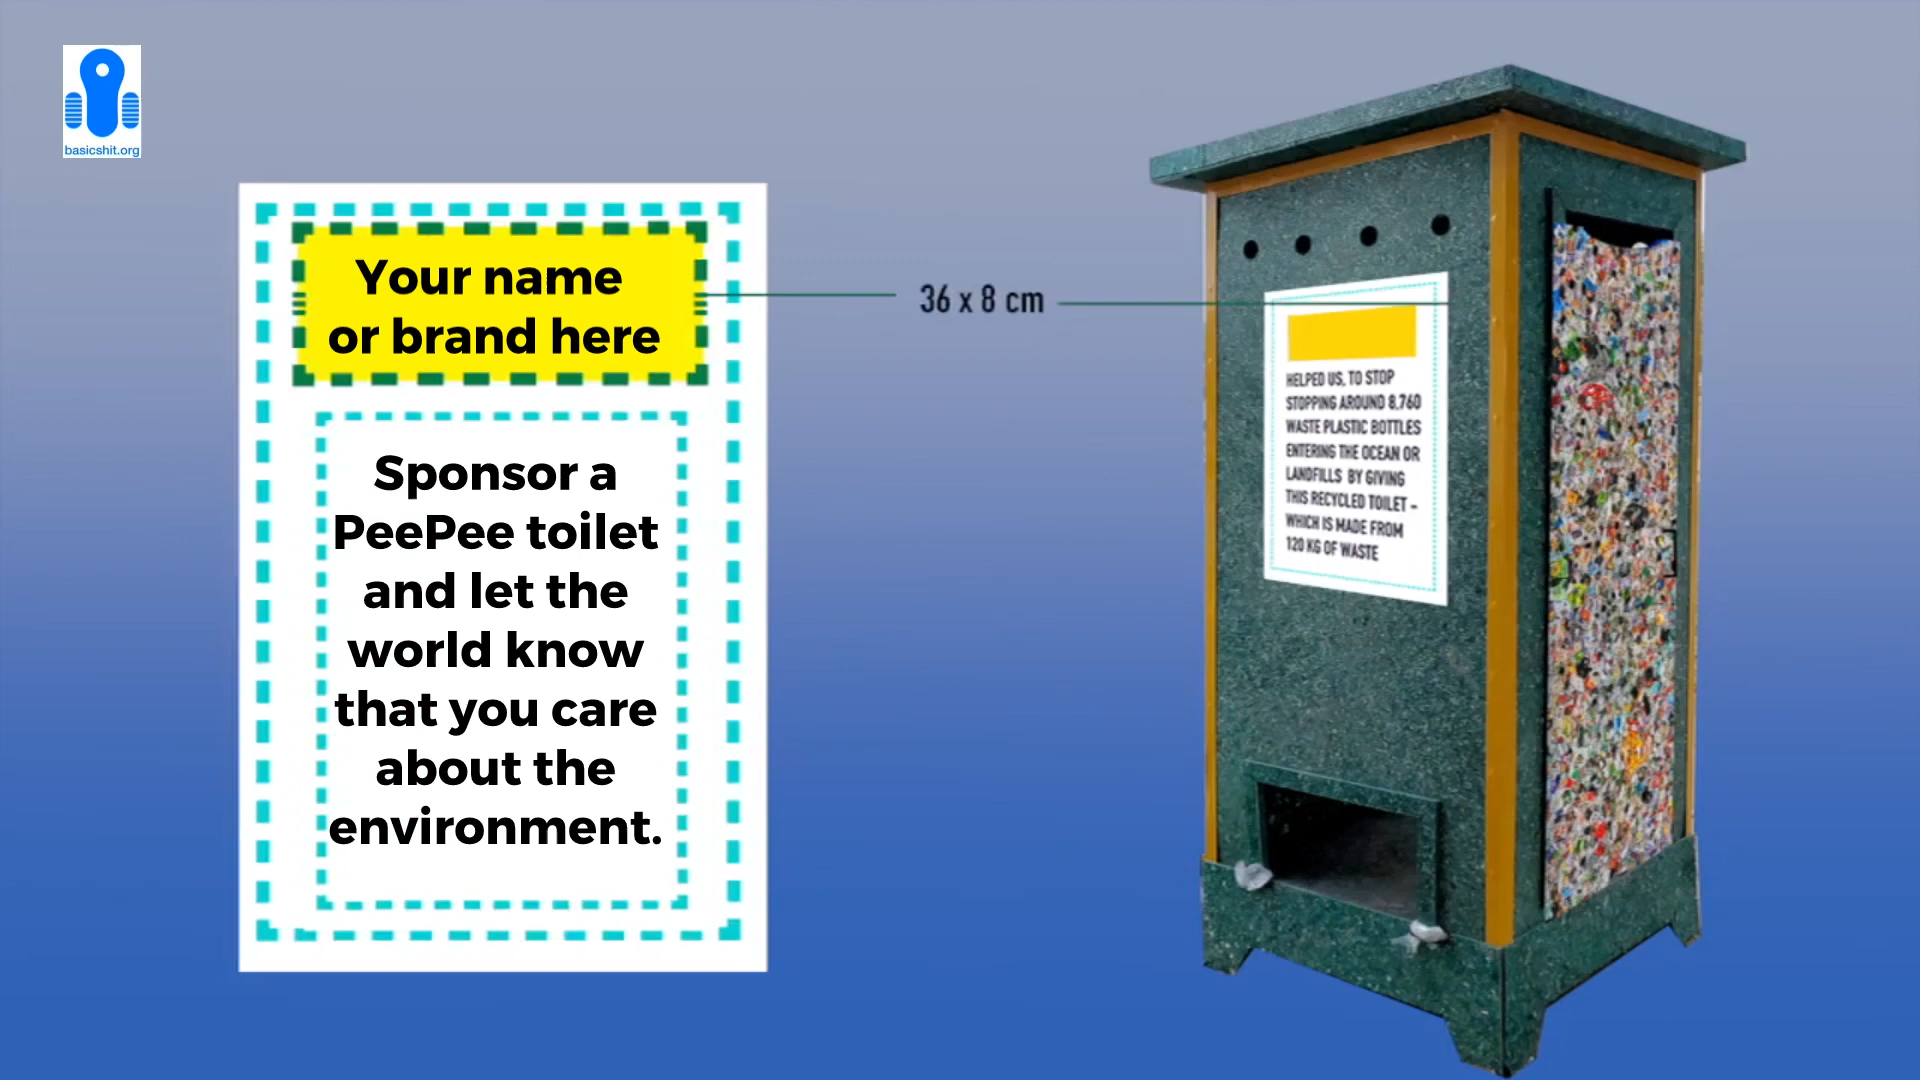 basicshit.org
Your name
or brand here
Sponsor a
PeePee toilet
and let the
world know
that you care
about the
environment.
36 x 8 cm
HELPED US, TO STOP
STOPPING AROUND 8,760
WASTE PLASTIC BOTTLES
ENTERING THE OCEAN OR
LANDFILLS BY GIVING
THIS RECYCLED TOILET –
WHICH IS MADE FROM
120 KG OF WASTE